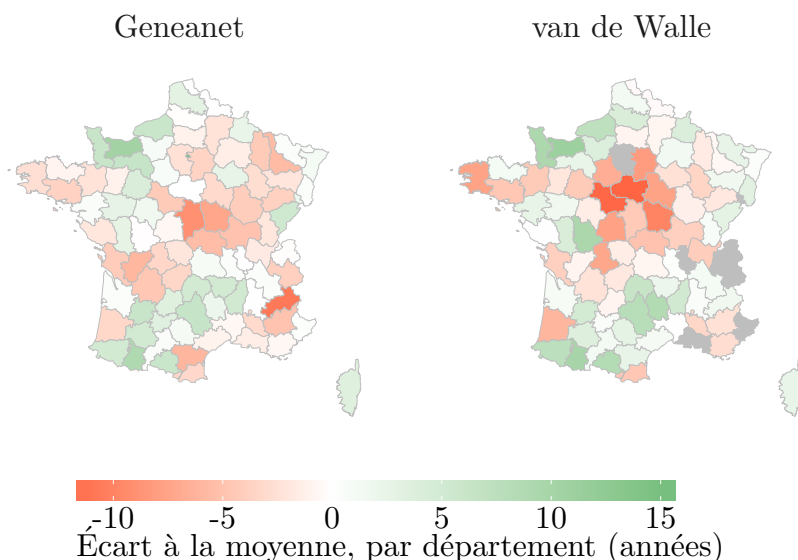 Geneanet
van de Walle
-10 -5 0 5 10 15
Écart à la moyenne, par département (années)